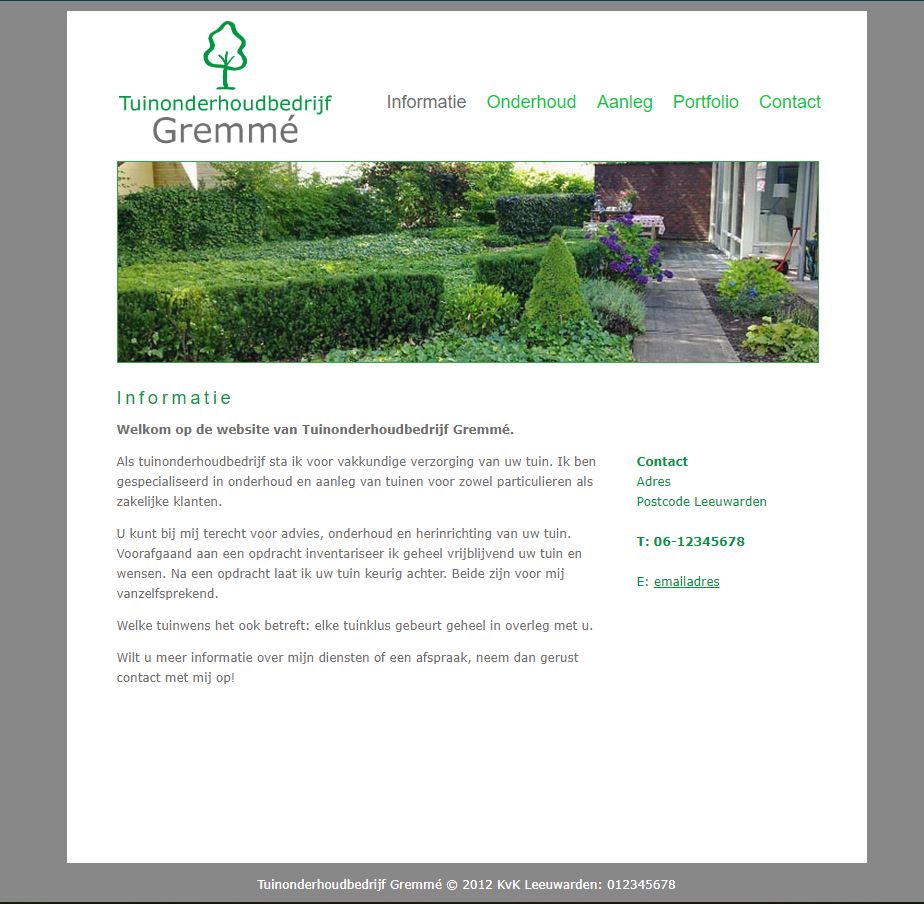 Tuinonderhoudbedrijf
Gremmé
Informatie Onderhoud Aanleg Portfolio Contact
Informatie
Welkom op de website van Tuinonderhoudbedrijf Gremmé.
Als tuinonderhoudbedrijf sta ik voor vakkundige verzorging van uw tuin. Ik ben
gespecialiseerd in onderhoud en aanleg van tuinen voor zowel particulieren als
zakelijke klanten.
U kunt bij mij terecht voor advies, onderhoud en herinrichting van uw tuin.
Voorafgaand aan een opdracht inventariseer ik geheel vrijblijvend uw tuin en
wensen. Na een opdracht laat ik uw tuin keurig achter. Beide zijn voor mij
vanzelfsprekend.
Welke tuinwens het ook betreft: elke tuinklus gebeurt geheel in overleg met u.
Wilt u meer informatie over mijn diensten of een afspraak, neem dan gerust
contact met mij op!
Contact
Adres
Postcode Leeuwarden
T: 06-12345678
E: emailadres
Tuinonderhoudbedrijf Gremmé © 2012 KvK Leeuwarden: 012345678